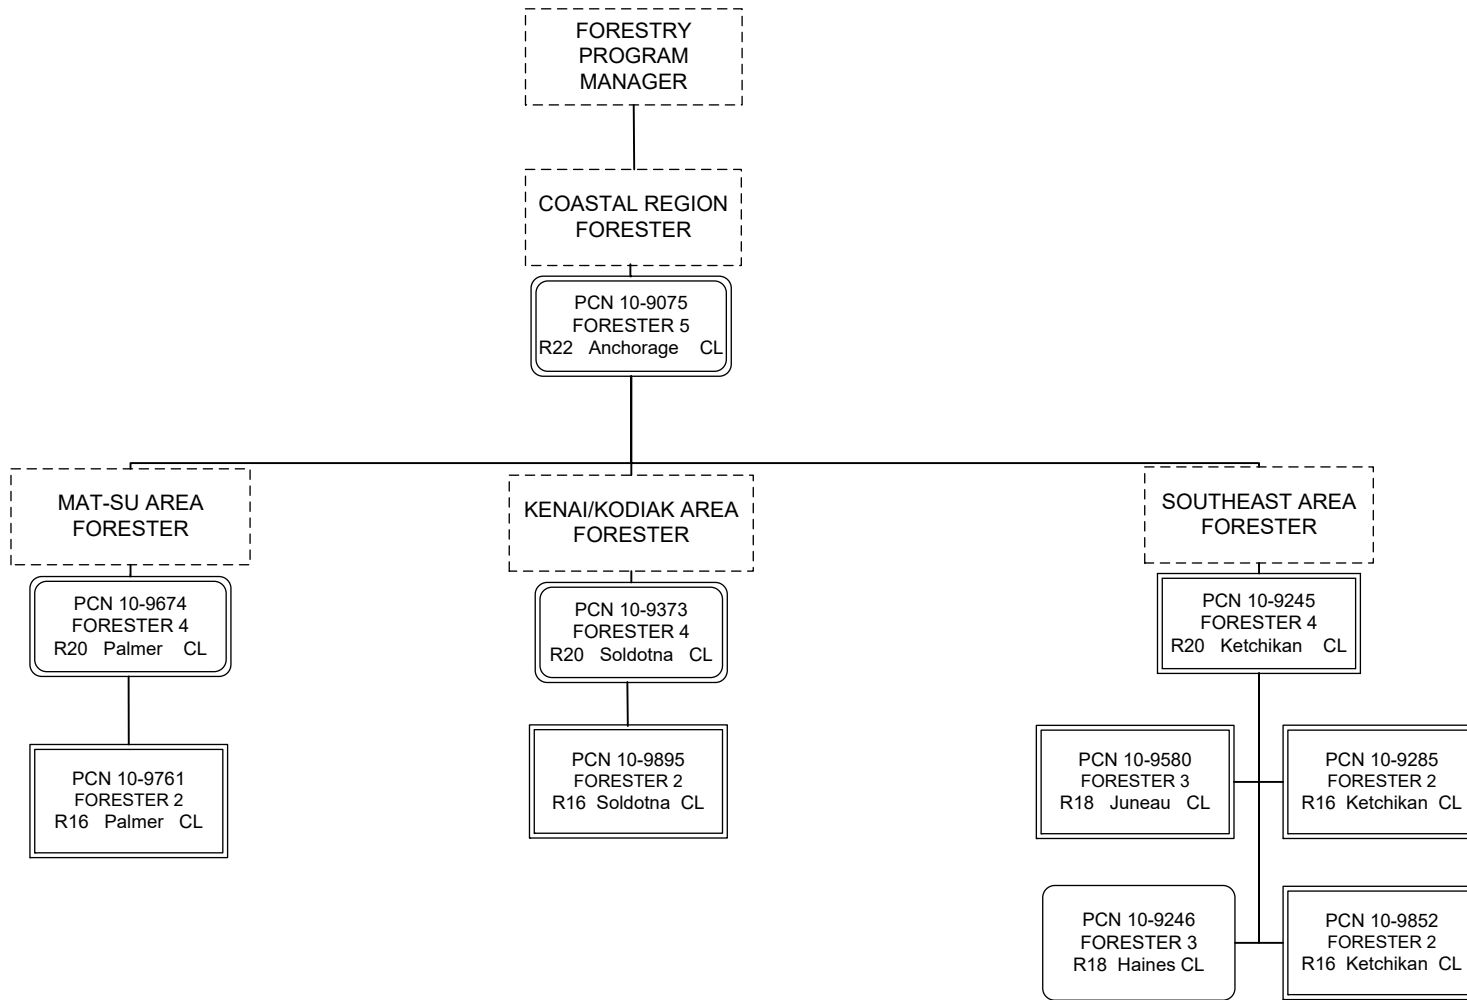 FORESTRY
PROGRAM
MANAGER
COASTAL REGION
FORESTER
PCN 10-9075
FORESTER 5
R22 Anchorage CL
MAT-SU AREA
FORESTER
KENAI/KODIAK AREA
FORESTER
SOUTHEAST AREA
FORESTER
PCN 10-9674
FORESTER 4
R20 Palmer CL
PCN 10-9373
FORESTER 4
R20 Soldotna CL
PCN 10-9245
FORESTER 4
R20 Ketchikan CL
PCN 10-9761
FORESTER 2
R16 Palmer CL
PCN 10-9895
FORESTER 2
R16 Soldotna CL
PCN 10-9580
FORESTER 3
R18 Juneau CL
PCN 10-9285
FORESTER 2
R16 Ketchikan CL
PCN 10-9246
FORESTER 3
R18 Haines CL
PCN 10-9852
FORESTER 2
R16 Ketchikan CL